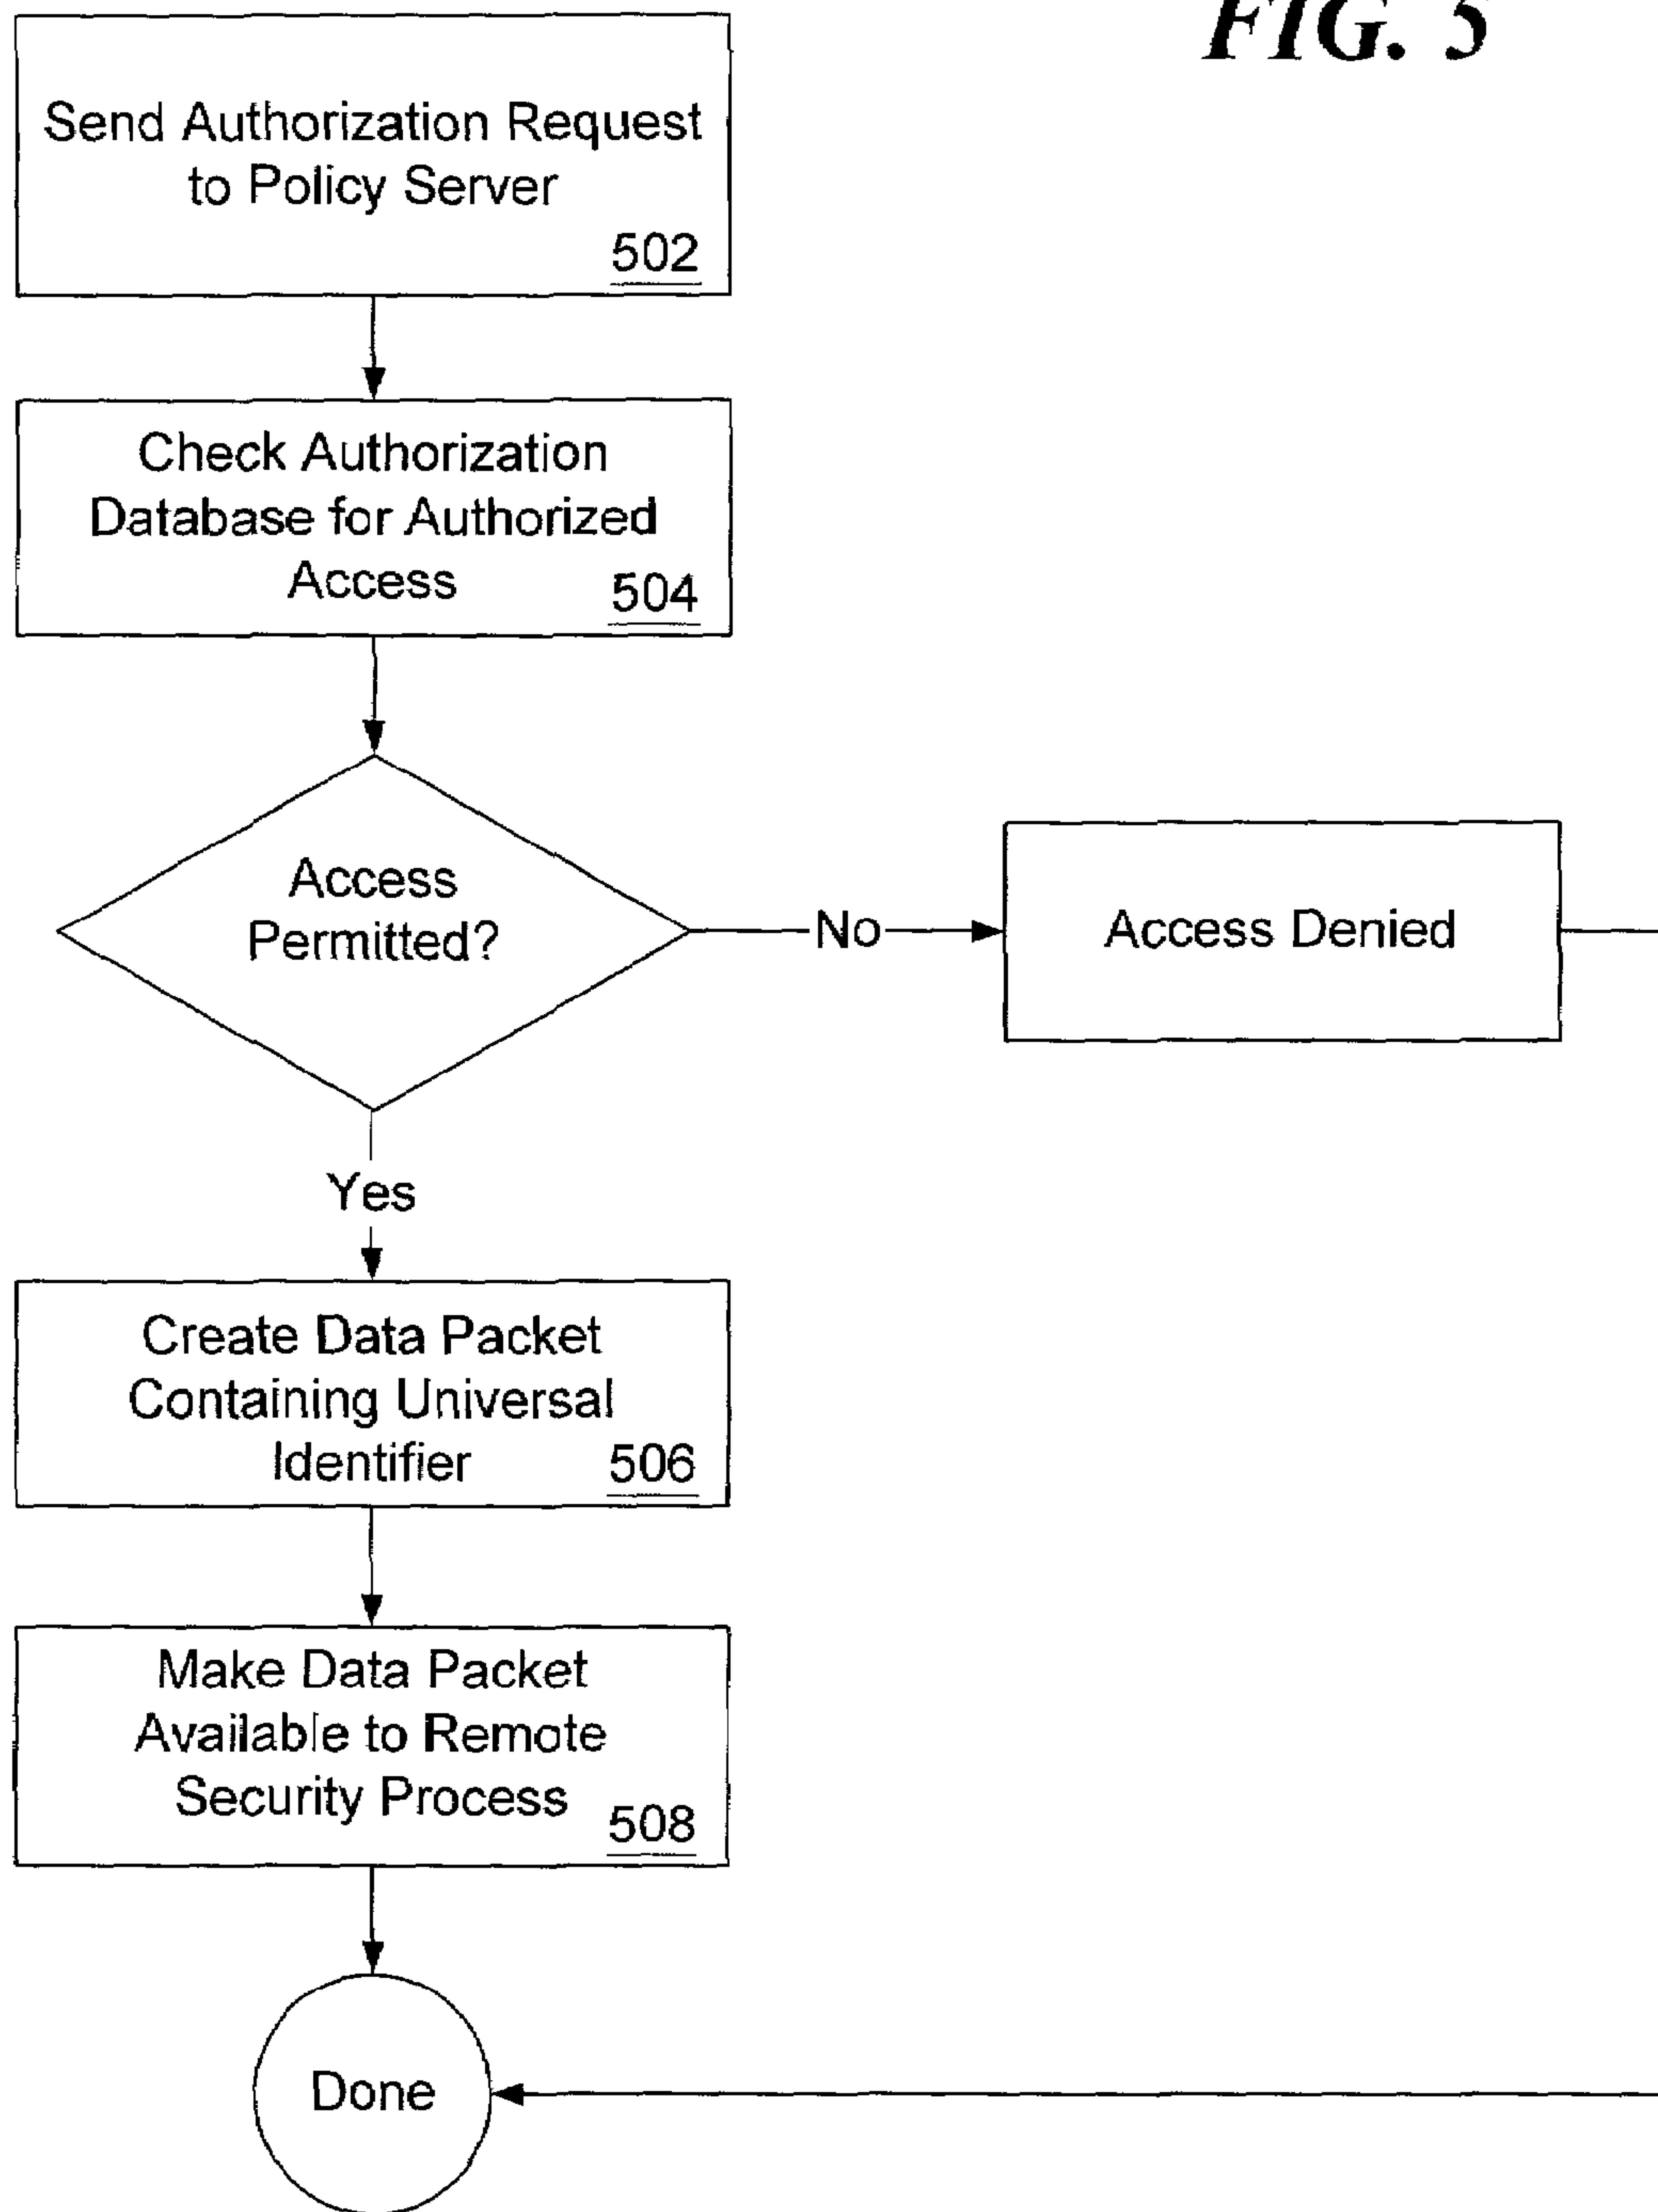 FIG. 5
Send Authorization Request
to Policy Server
502
Check Authorization
Database for Authorized
Access
504
Access
Permitted?
No
Access Denied
Yes
Create Data Packet
Containing Universal
Identifier
506
Make Data Packet
Available to Remote
Security Process
508
Done